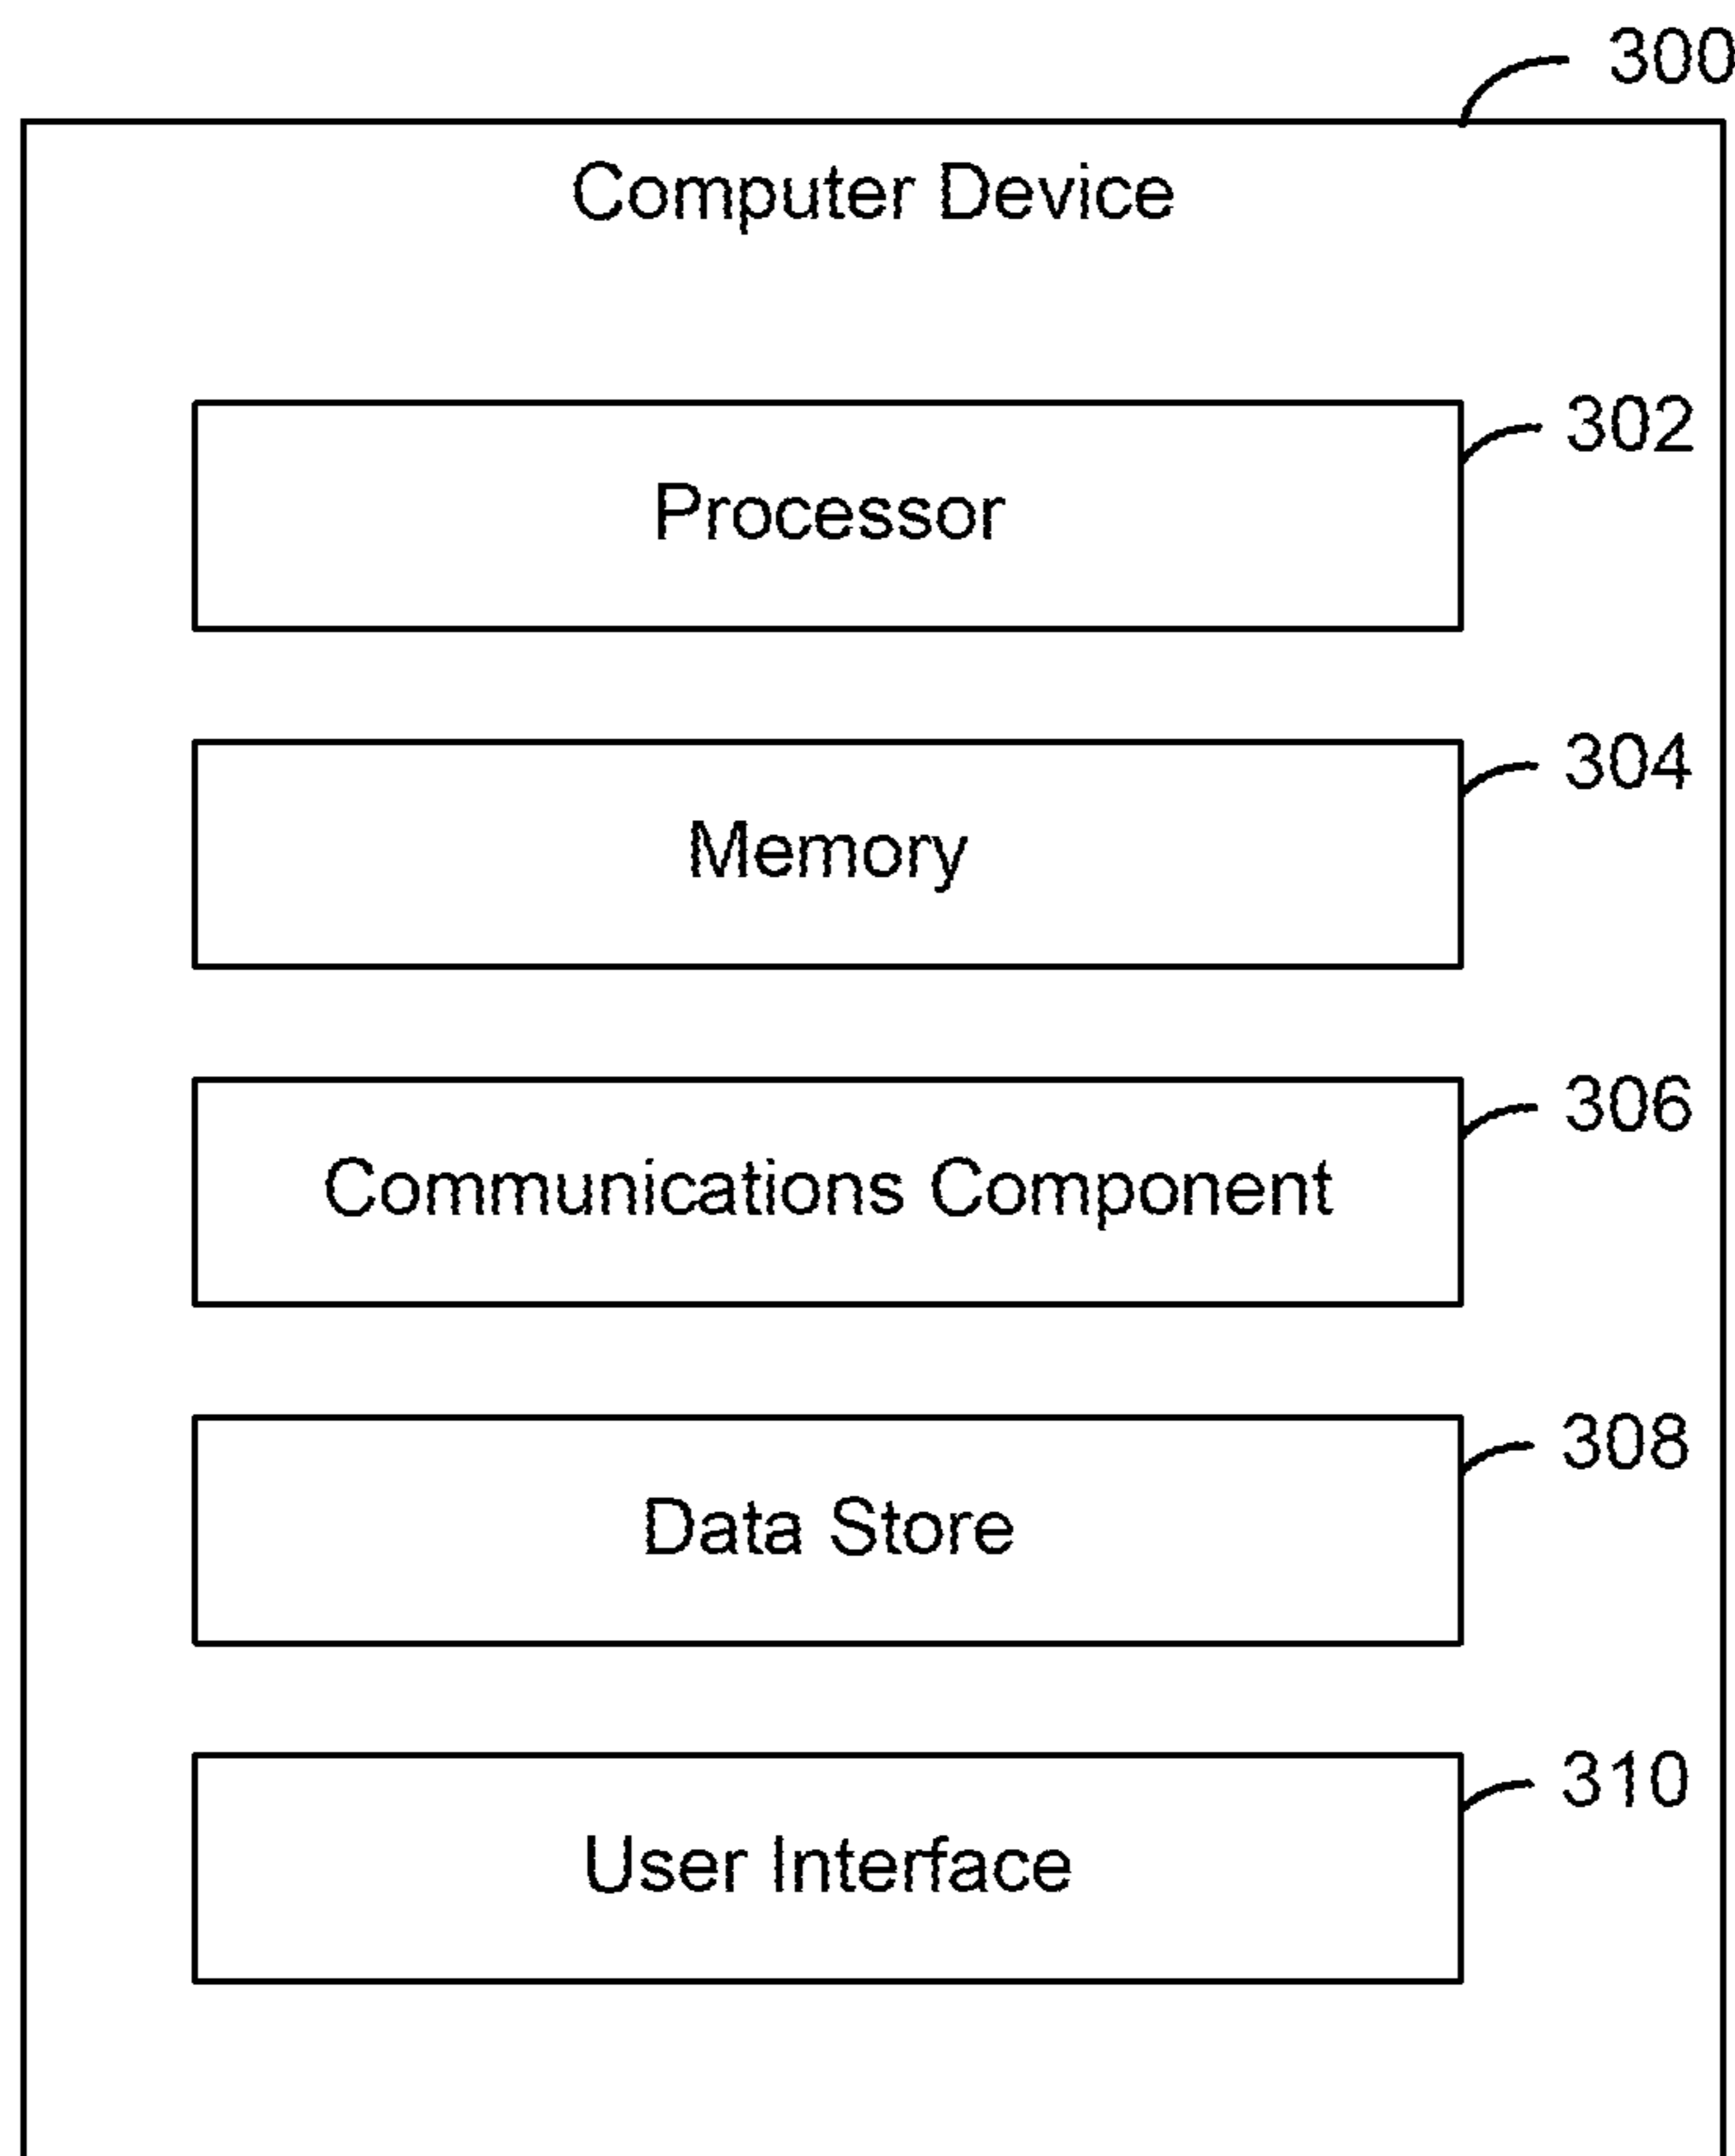 300
Computer Device
302
Processor
304
Memory
306
Communications Component
308
Data Store
310
User Interface